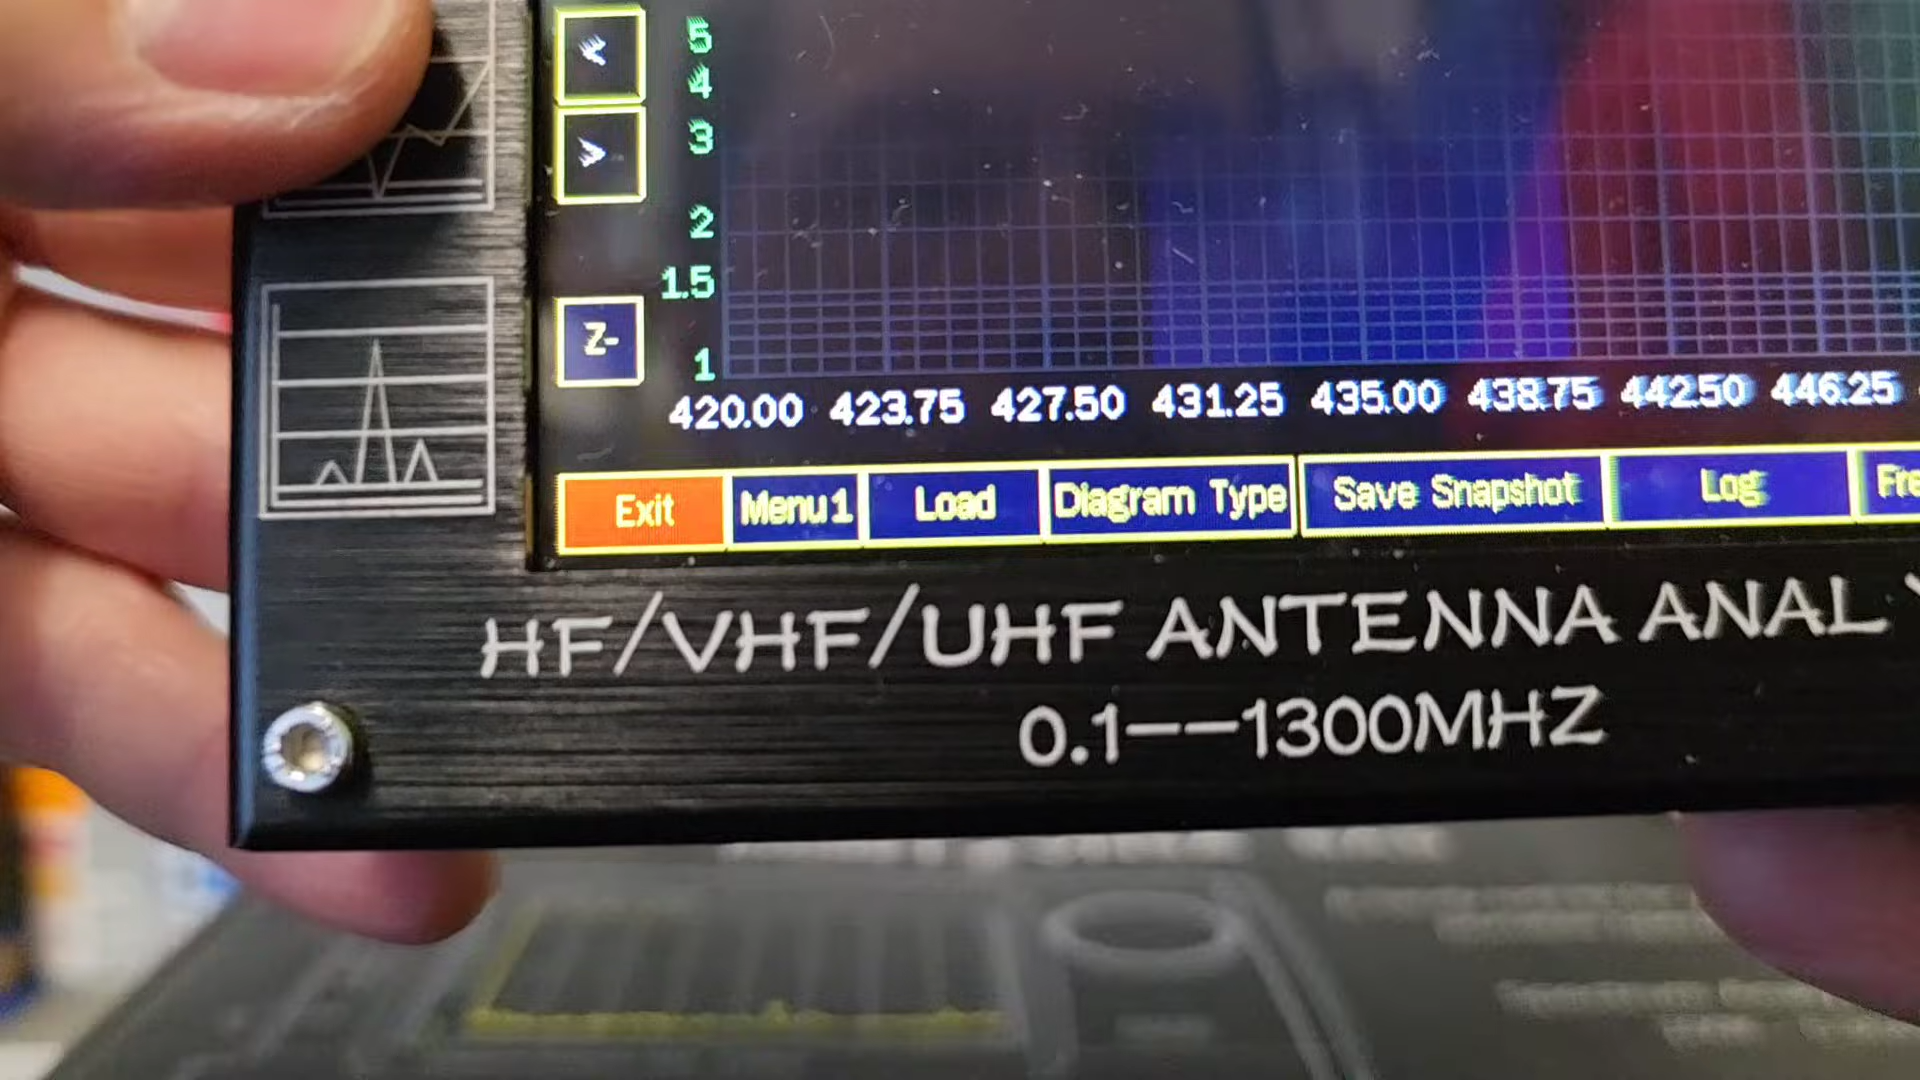 <
5
4
>
3
2
1.5
Z-
1
420.00 423.75 427.50 431.25 435.00 438.75 442.50 446.25
Exit Menu1 Load Diagram Type Save Snapshot Log Fre
HF/VHF/UHF ANTENNA ANAL
0.1--1300MHZ